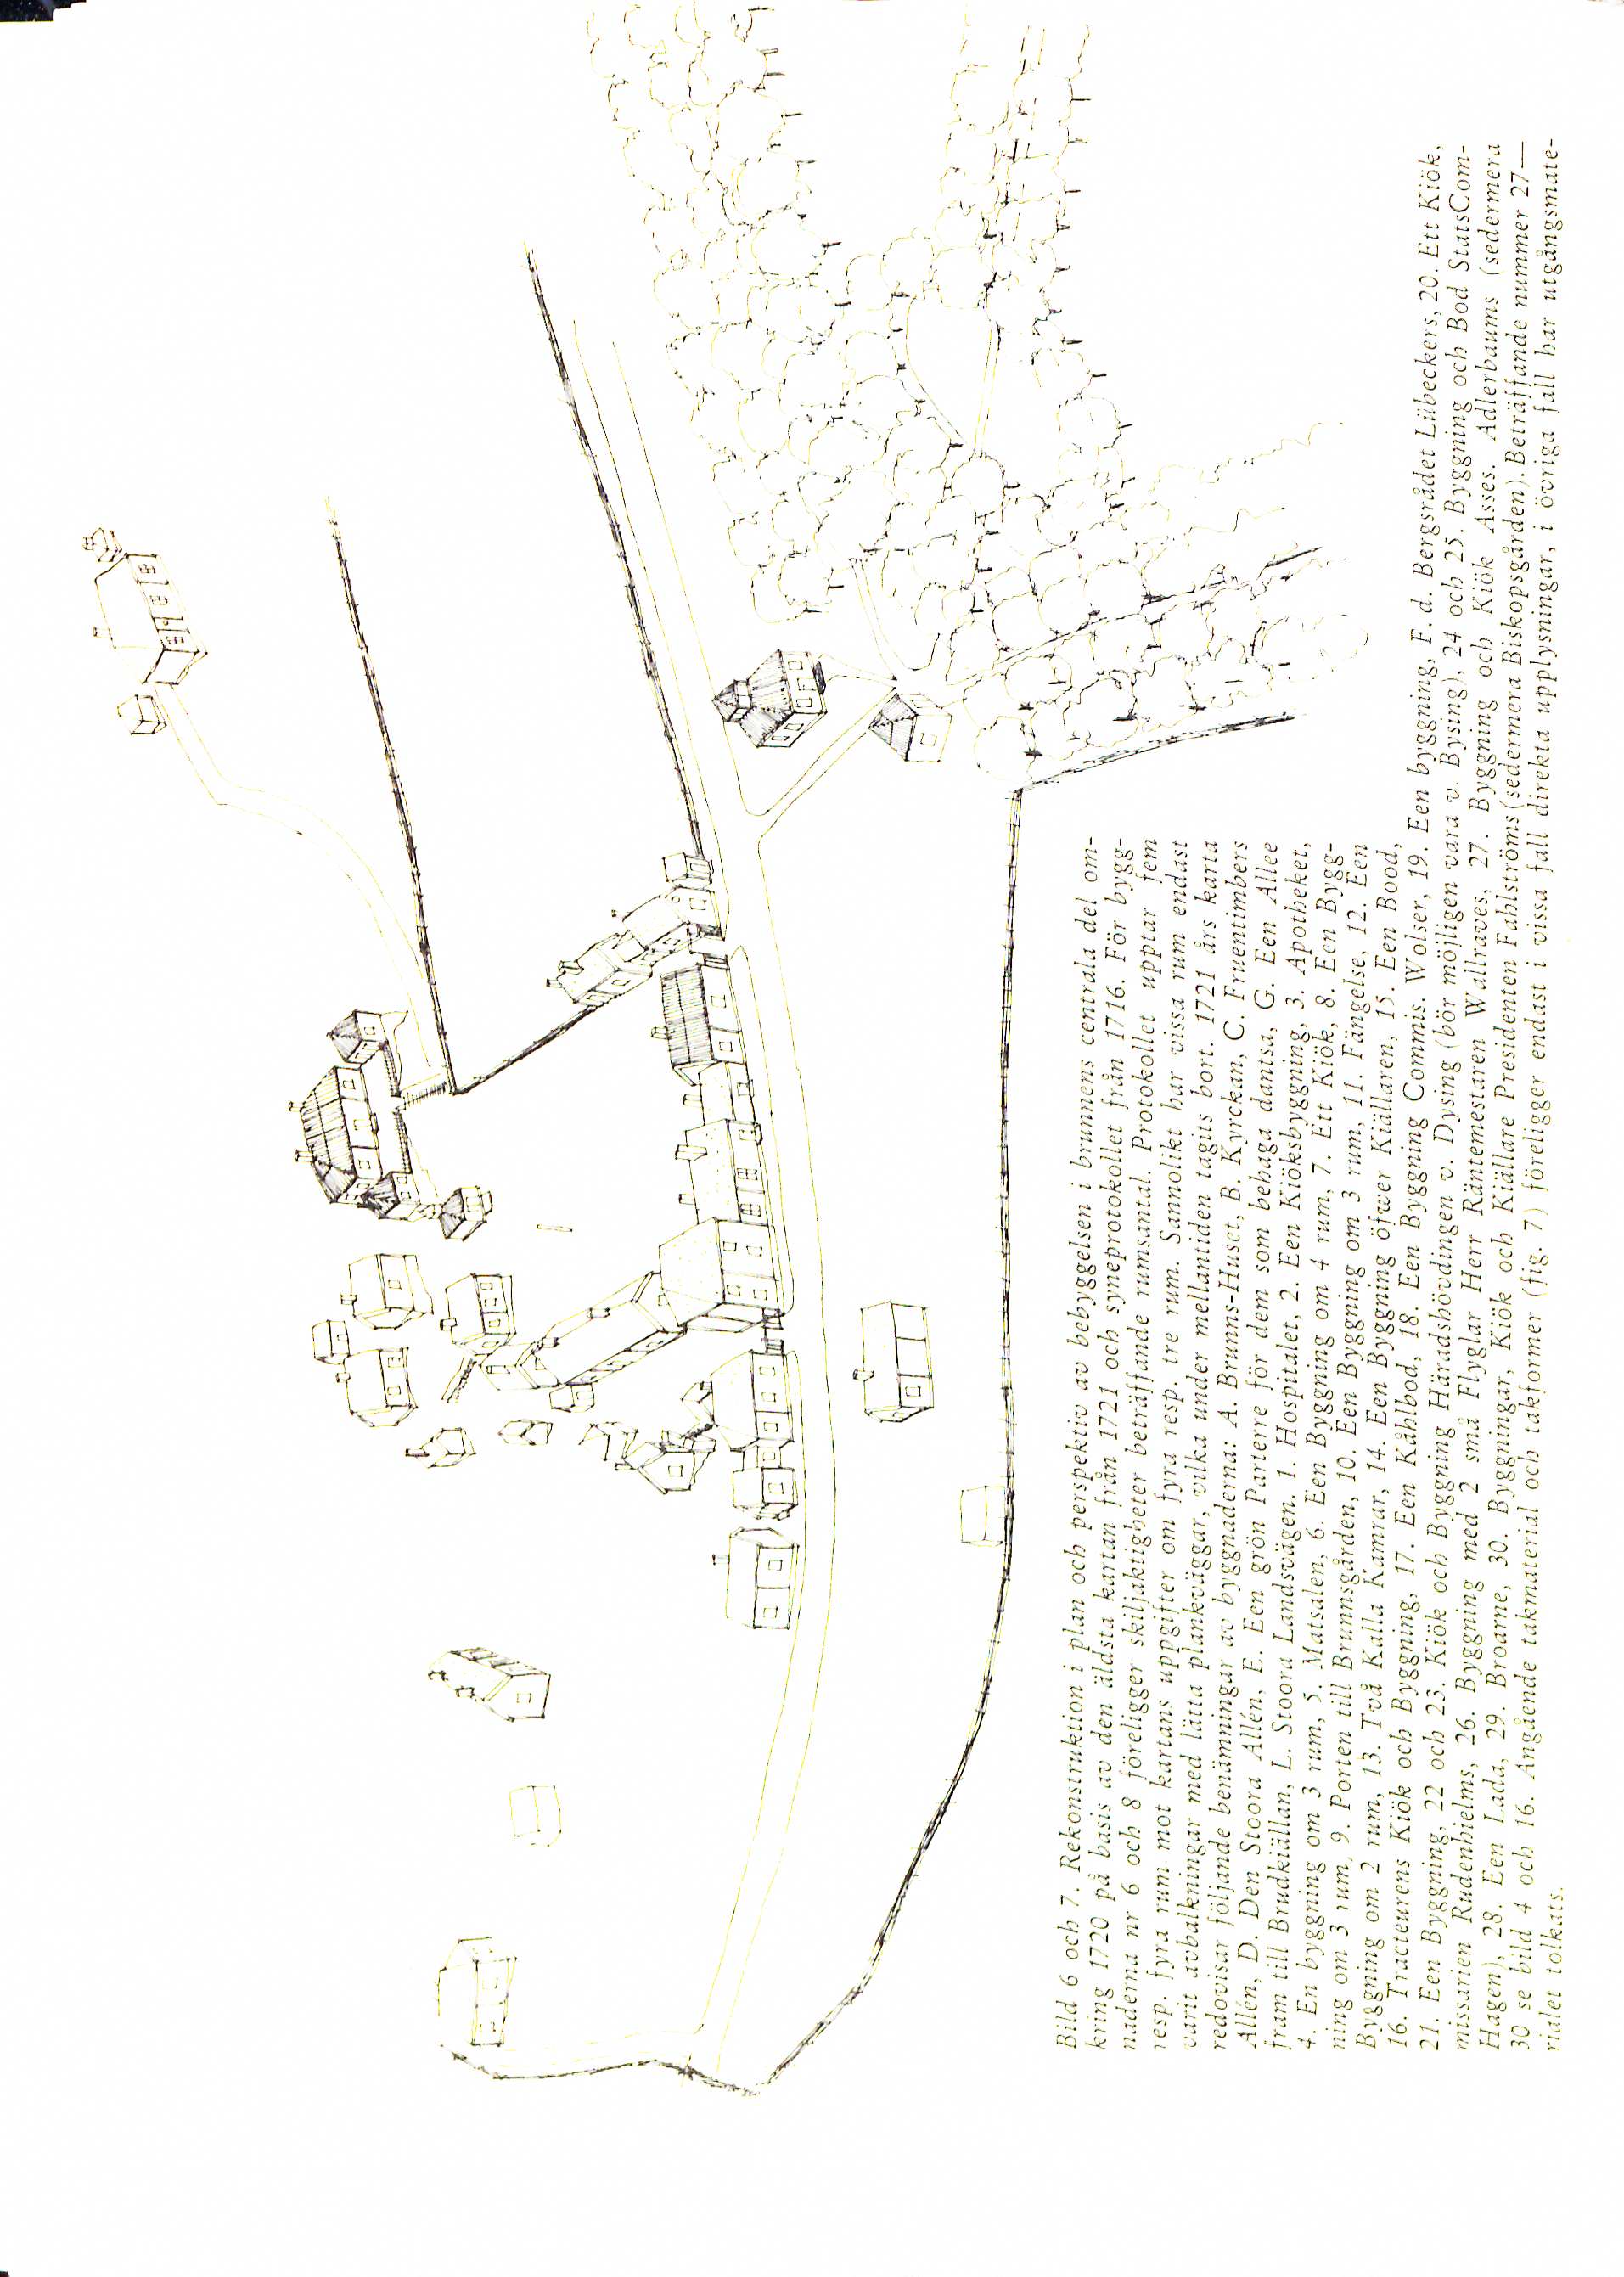 Bild 6 och 7. Rekonstruktion i plan och perspektiv av bebyggelsen i brunnens centrala del om-
kring 1720 på basis av den äldsta kartan från 1721 och syneprotokollet från 1716. För bygg-
naderna nr 6 och 8 föreligger skiljaktigheter beträffande rumsantal. Protokollet upptar fem
resp. fyra rum mot kartans uppgifter om fyra resp. tre rum. Sannolikt har vissa rum endast
varit avbalkningar med lätta plankväggar, vilka under mellantiden tagits bort. 1721 års karta
redovisar följande benämningar av byggnaderna: A. Brunns-Huset, B. Kyrckan, C. Fruentimbers
Allén, D. Den Stoora Allén, E. Een grön Parterre för dem som behaga dantsa, G. Een Allee
fram till Brudkiällan, L. Stoora Landsvägen. 1. Hospitalet, 2. Een Kiöksbyggning, 3. Apotheket,
4. En byggning om 3 rum, 5. Matsalen, 6. Een Byggning om 4 rum, 7. Ett Kiök, 8. Een Bygg-
ning om 3 rum, 9. Porten till Brunnsgården, 10. Een Byggning om 3 rum, 11. Fängelse, 12. Een
Byggning om 2 rum, 13. Två Kalla Kamrar, 14. Een Byggning öfwer Kiällaren, 15. Een Bood,
16. Tracteurens Kiök och Byggning, 17. Een Kåhlbod, 18. Een Byggning Commis. Wolser, 19. Een byggning, F. d. Bergsrådet Lübeckers, 20. Ett Kiök,
21. Een Byggning, 22 och 23. Kiök och Byggning Häradshövdingen v. Dysing (bör möjligen vara v. Bysing), 24 och 25. Byggning och Bod StatsCom-
missarien Rudenhielms, 26. Byggning med 2 små Flyglar Herr Räntemestaren Wallraves, 27. Byggning och Kiök Asses. Adlerbaums (sedermera
Hagen), 28. Een Lada, 29. Broarne, 30. Byggningar, Kiök och Kiällare Presidenten Fahlströms (sedermera Biskopsgården). Beträffande nummer 27—
30 se bild 4 och 16. Angående takmaterial och takformer (fig. 7) föreligger endast i vissa fall direkta upplysningar, i övriga fall har utgångsmate-
rialet tolkats.